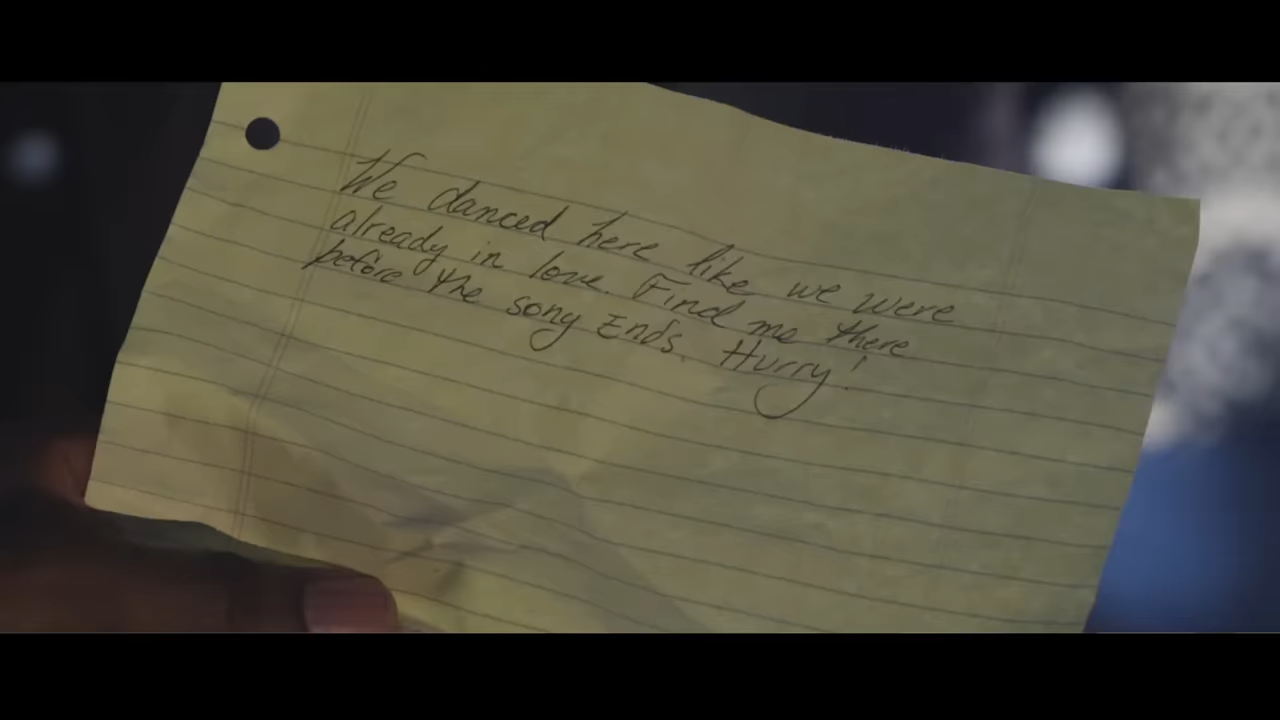 We danced here like we were
already in love. Find me there
before the song Ends. Hurry!